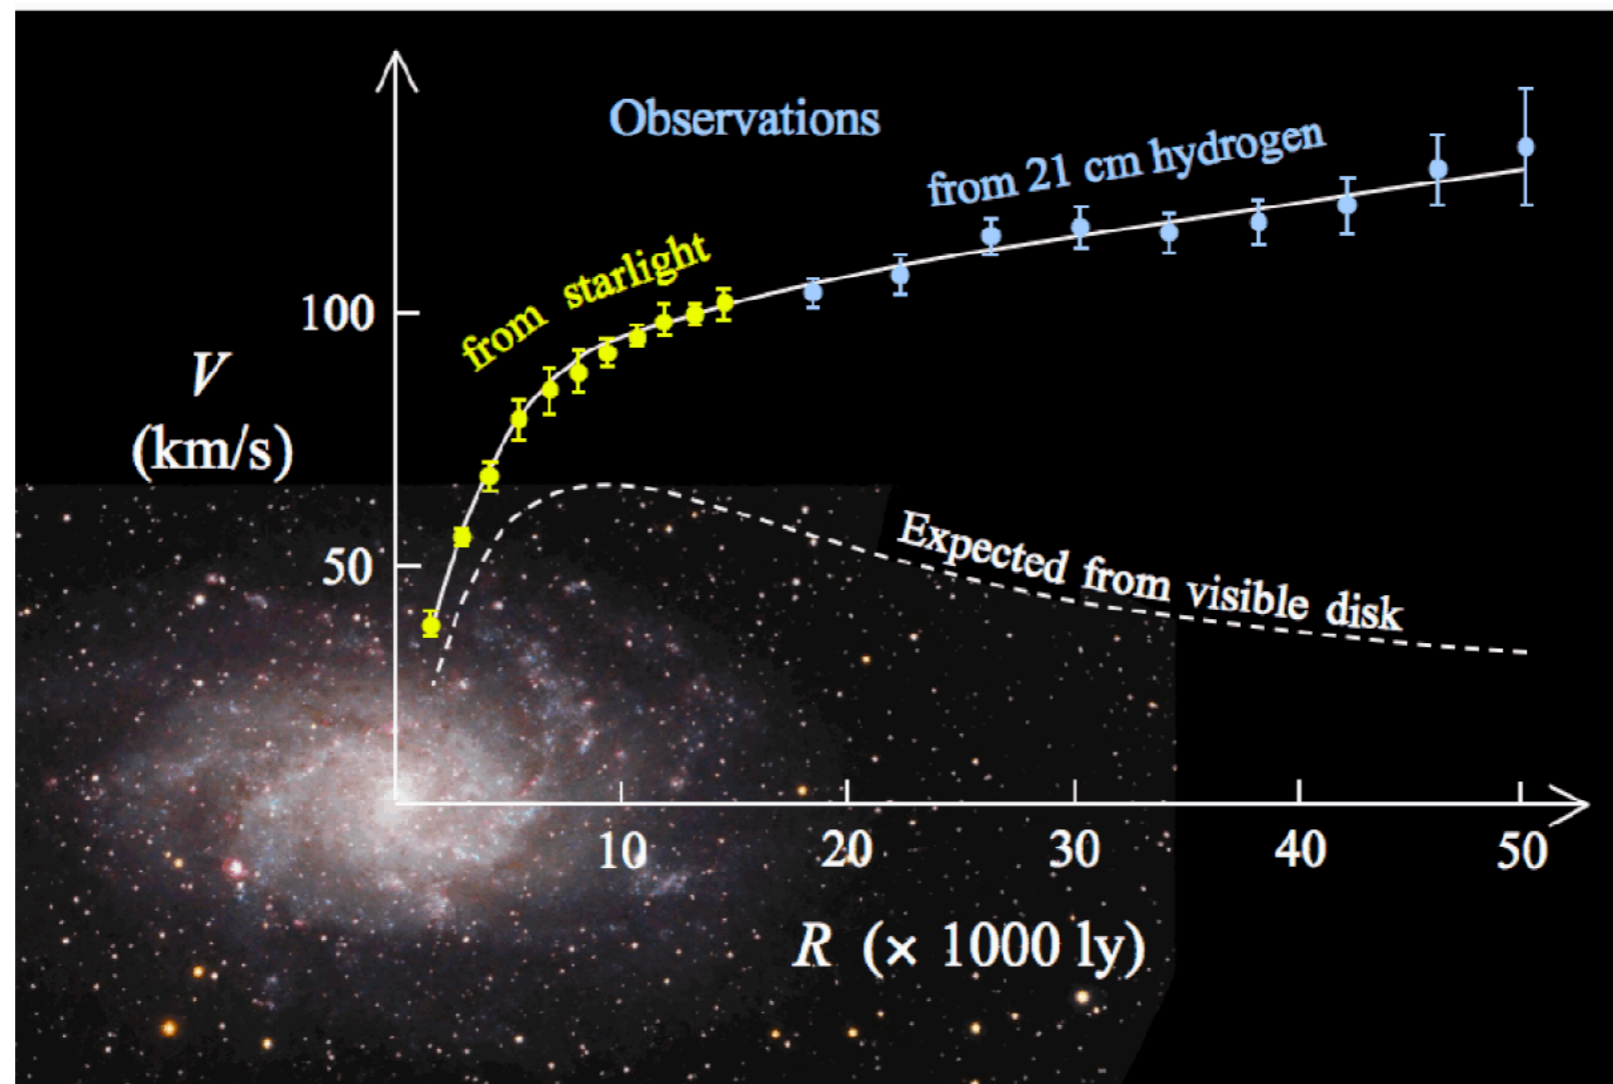 Observations
from 21 cm hydrogen
from starlight
100
V
(km/s)
50
Expected from visible disk
10
20
30
40
50
R (× 1000 ly)